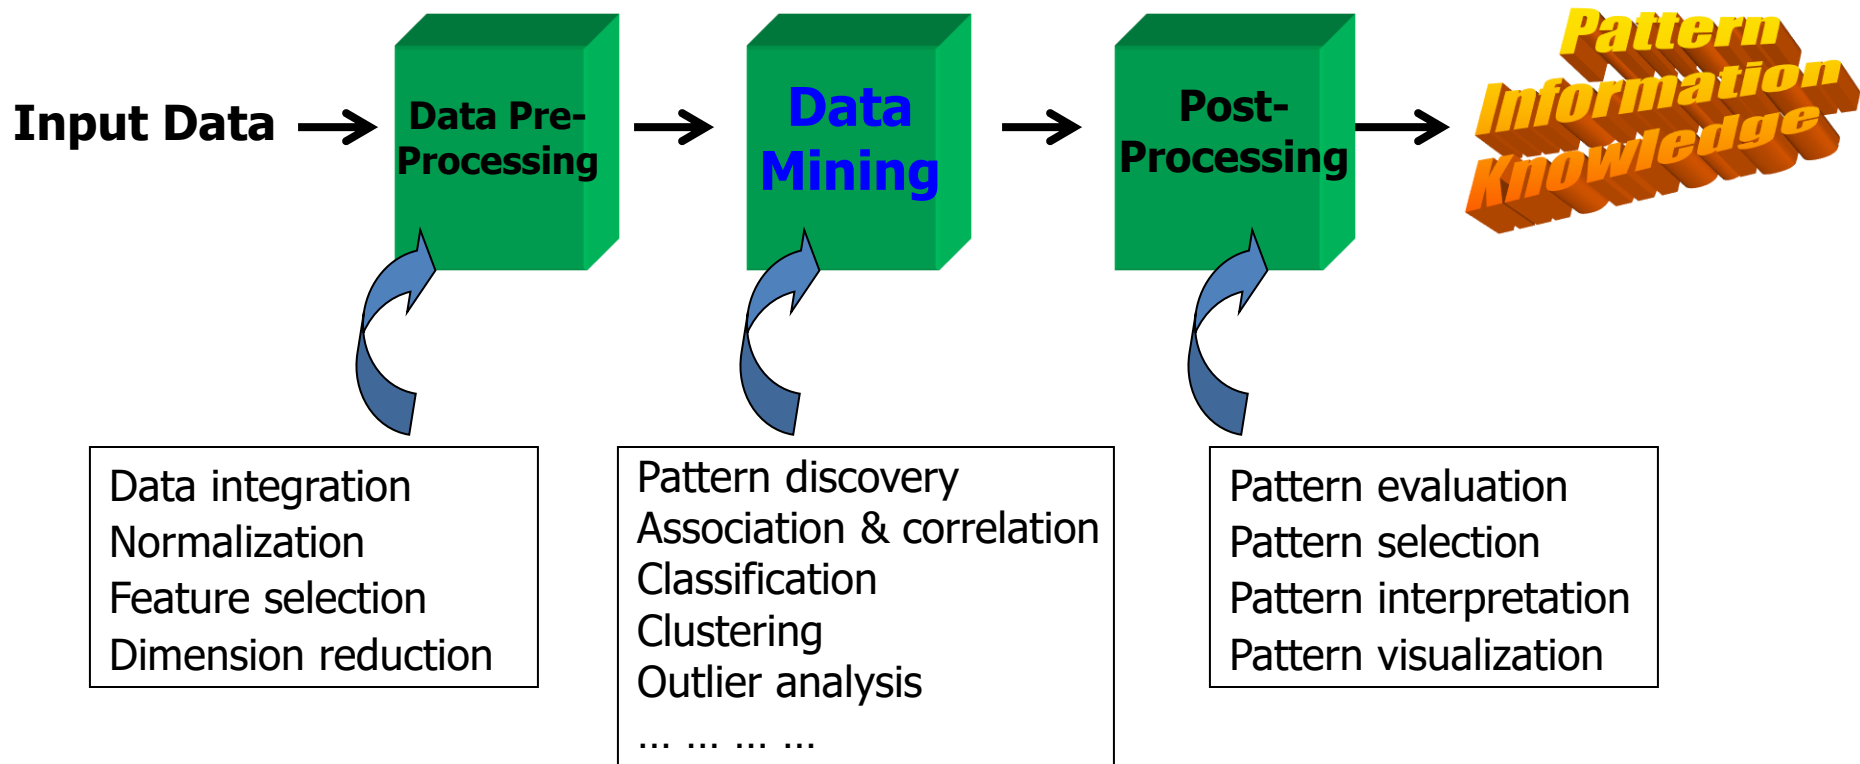 Input Data
Data Pre-
Processing
Data
Mining
Post-
Processing
Pattern
Information
Knowledge
Data integration
Normalization
Feature selection
Dimension reduction
Pattern discovery
Association & correlation
Classification
Clustering
Outlier analysis
… … … …
Pattern evaluation
Pattern selection
Pattern interpretation
Pattern visualization